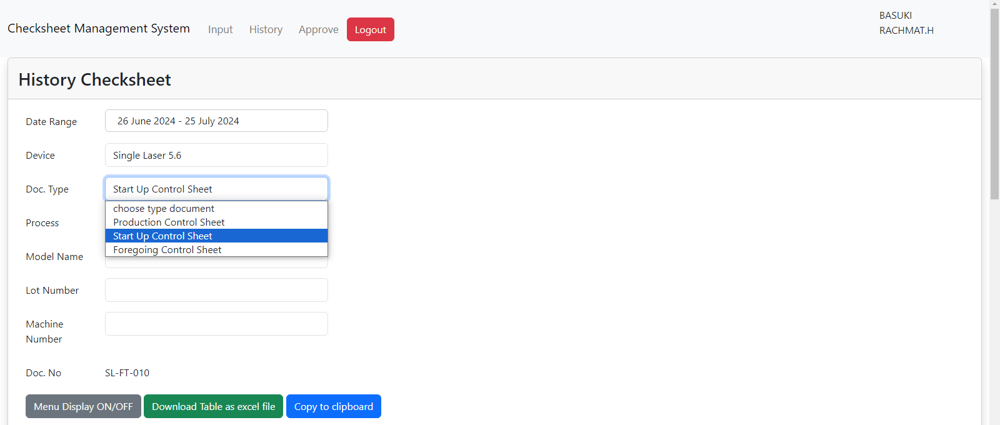 Checksheet Management System
Input
History
Approve
Logout
BASUKI
RACHMAT.H
History Checksheet
Date Range
26 June 2024 - 25 July 2024
Device
Single Laser 5.6
Doc. Type
Start Up Control Sheet
choose type document
Production Control Sheet
Start Up Control Sheet
Foregoing Control Sheet
Process
Model Name
Lot Number
Machine
Number
Doc. No
SL-FT-010
Menu Display ON/OFF
Download Table as excel file
Copy to clipboard